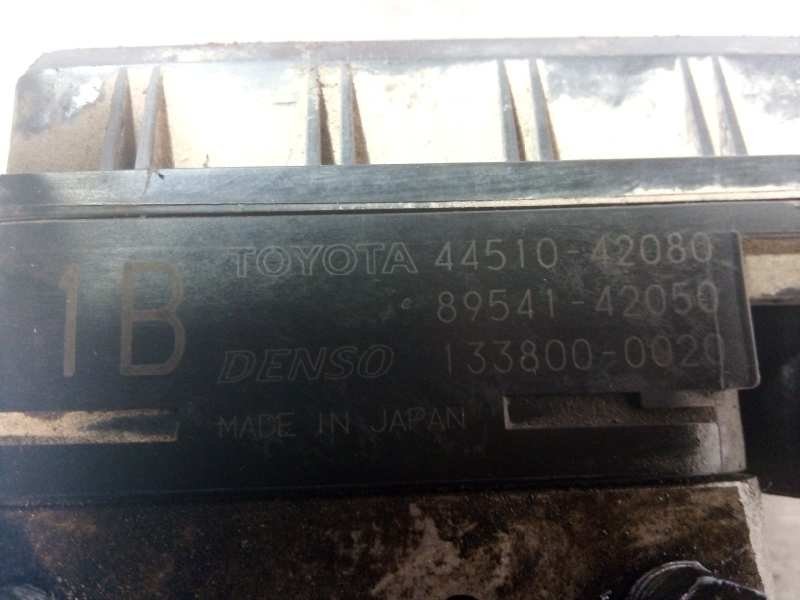 TOYOTA 44510-42080
1B 89541-42050
DENSO 133800-0020
MADE IN JAPAN